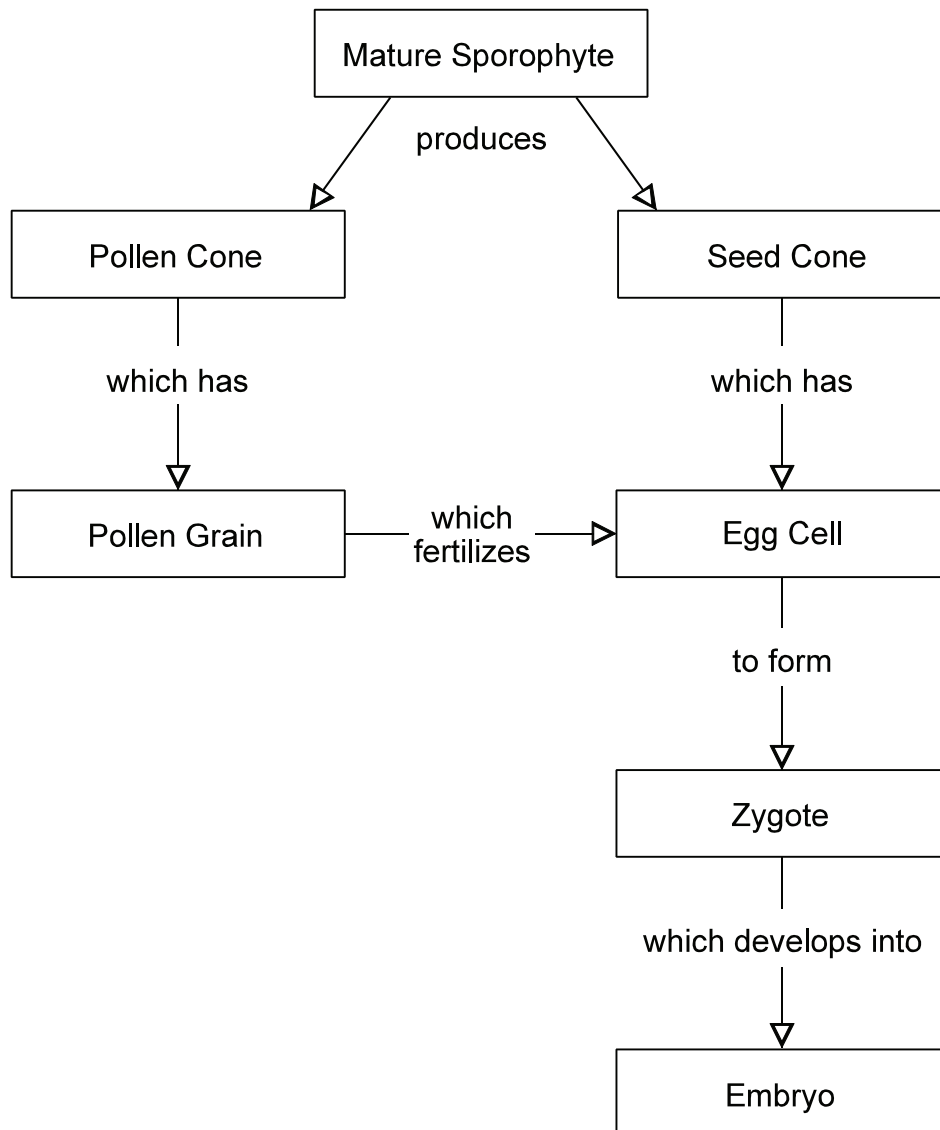 Mature Sporophyte
produces
Pollen Cone
Seed Cone
which has
which has
Pollen Grain
which
fertilizes
Egg Cell
to form
Zygote
which develops into
Embryo